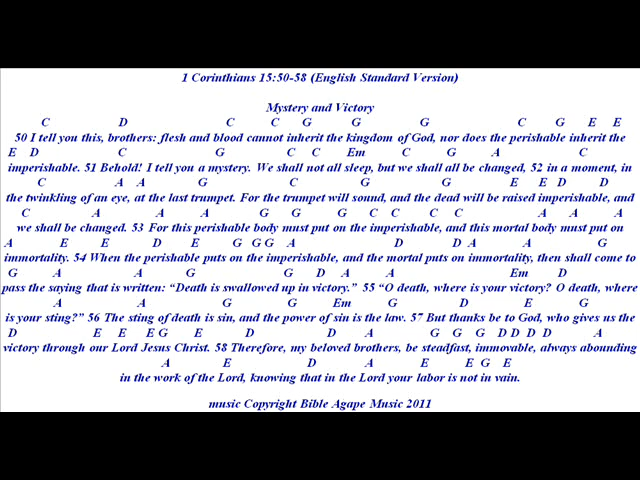 1 Corinthians 15:50-58 (English Standard Version)
Mystery and Victory
C D C C G G G C G E E
50 I tell you this, brothers: flesh and blood cannot inherit the kingdom of God, nor does the perishable inherit the
E D C G C C Em C G A C
imperishable. 51 Behold! I tell you a mystery. We shall not all sleep, but we shall all be changed, 52 in a moment, in
C A A G C G G E E D D
the twinkling of an eye, at the last trumpet. For the trumpet will sound, and the dead will be raised imperishable, and
C A A A G G G C C C C A A A
we shall be changed. 53 For this perishable body must put on the imperishable, and this mortal body must put on
A E E D E G G G A D D A A G
immortality. 54 When the perishable puts on the imperishable, and the mortal puts on immortality, then shall come to
G A A G G D A A Em D
pass the saying that is written: “Death is swallowed up in victory.” 55 “O death, where is your victory? O death, where
A A G G Em G D E G
is your sting?” 56 The sting of death is sin, and the power of sin is the law. 57 But thanks be to God, who gives us the
D E E E G E D D A G G G D D D D A
victory through our Lord Jesus Christ. 58 Therefore, my beloved brothers, be steadfast, immovable, always abounding
A E D A E E G E
in the work of the Lord, knowing that in the Lord your labor is not in vain.
music Copyright Bible Agape Music 2011